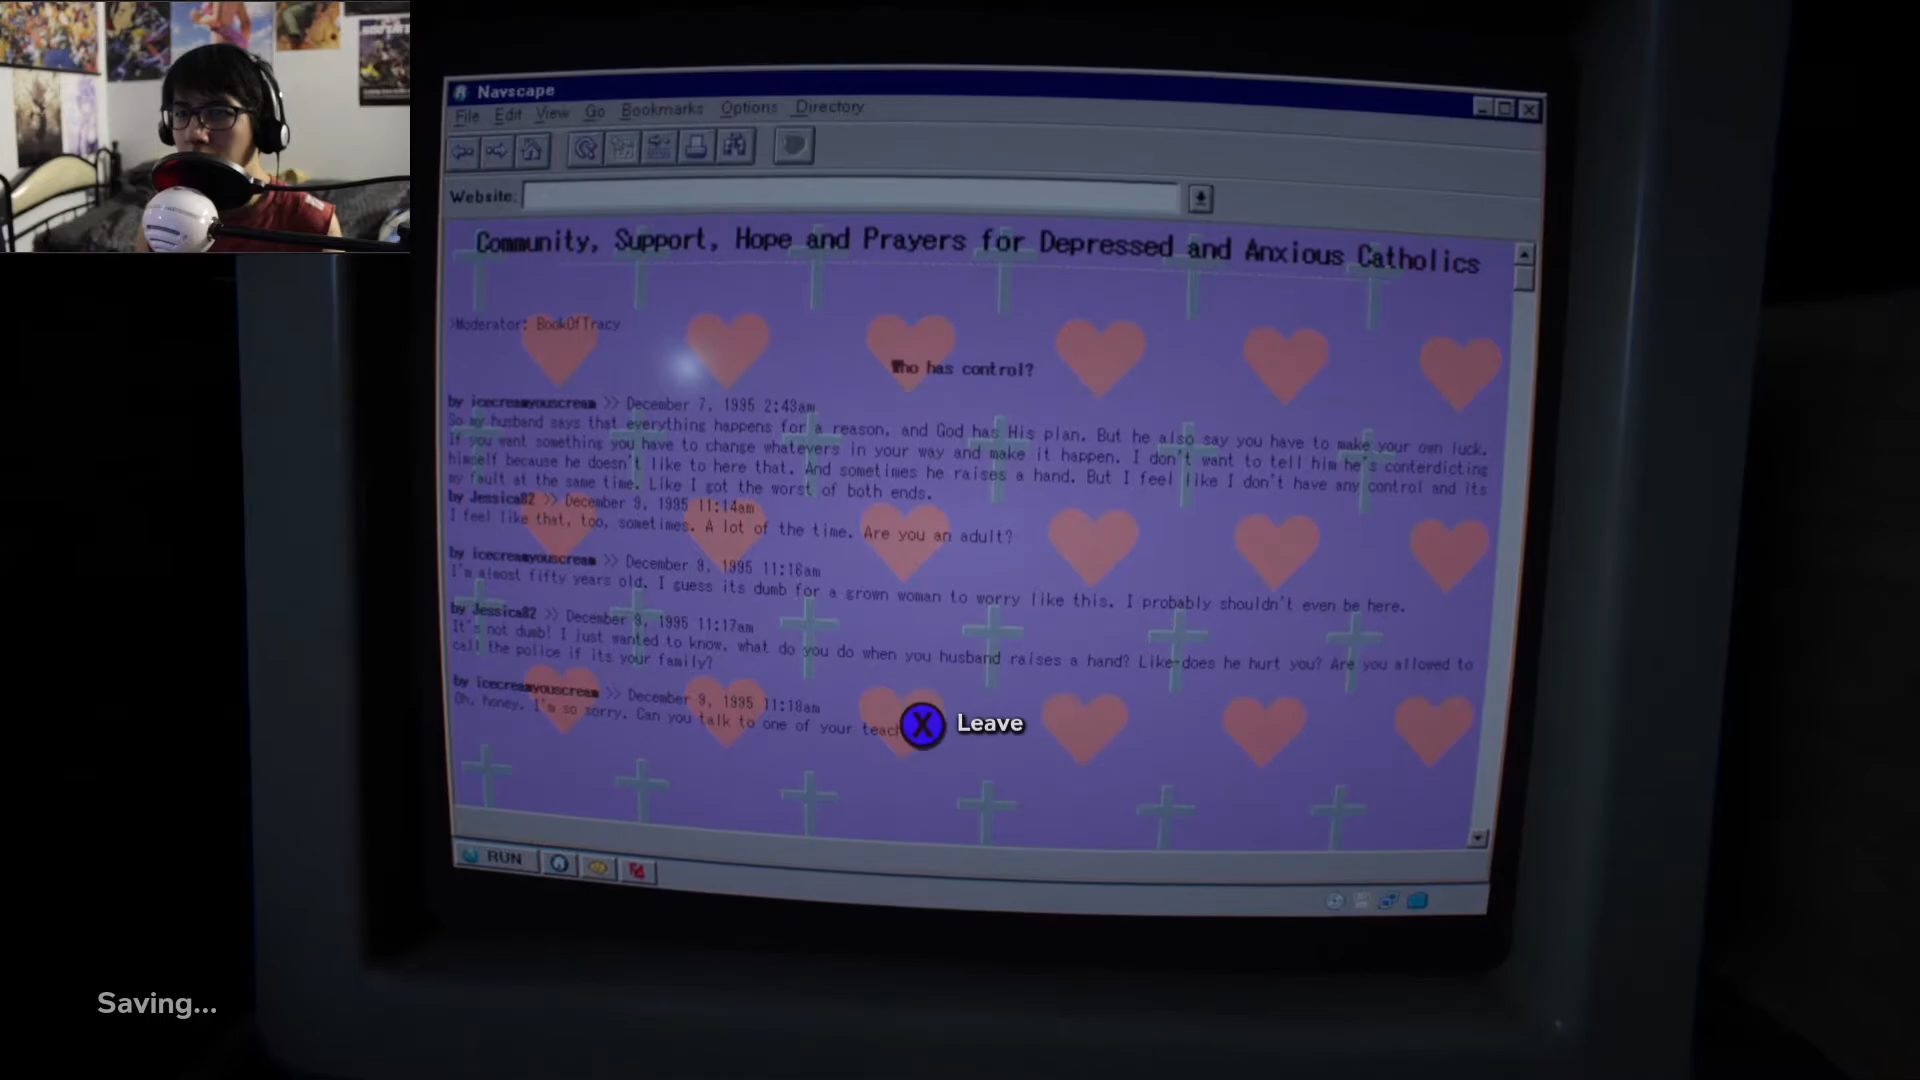 Navscape
File Edit View Go Bookmarks Options Directory
Website:
Community, Support, Hope and Prayers for Depressed and Anxious Catholics
>Moderator: BookOfTracy
Who has control?
by icecreamyouscream >> December 7, 1995 2:43am
So my husband says that everything happens for a reason, and God has His plan. But he also say you have to make your own luck.
If you want something you have to change whatevers in your way and make it happen. I don't want to tell him he's conterdicting
himself because he doesn't like to here that. And sometimes he raises a hand. But I feel like I don't have any control and its
my fault at the same time. Like I got the worst of both ends.
by Jessica82 >> December 9, 1995 11:14am
I feel like that, too, sometimes. A lot of the time. Are you an adult?
by icecreamyouscream >> December 9, 1995 11:16am
I'm almost fifty years old. I guess its dumb for a grown woman to worry like this. I probably shouldn't even be here.
by Jessica82 >> December 9, 1995 11:17am
It's not dumb! I just wanted to know, what do you do when you husband raises a hand? Like does he hurt you? Are you allowed to
call the police if its your family?
by icecreamyouscream >> December 9, 1995 11:18am
Oh, honey. I'm so sorry. Can you talk to one of your teac
X Leave
RUN
Saving...